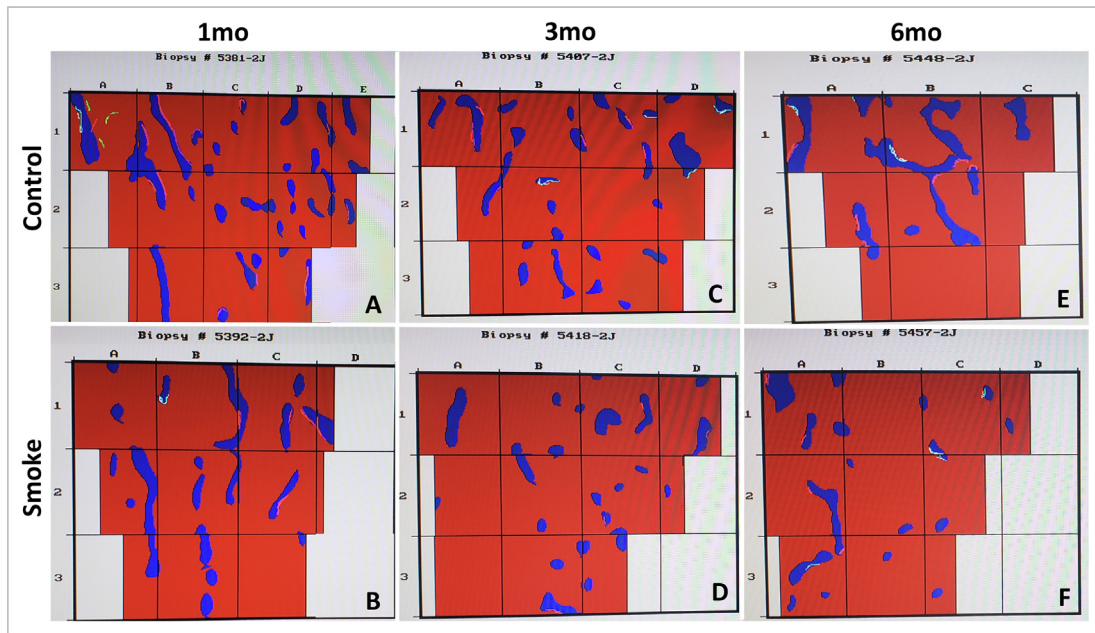 1mo 3mo 6mo
Control
Biopsy # 5381-2J
A B C D E
1
2
3
A
Biopsy # 5407-2J
A B C D
1
2
3
C
Biopsy # 5448-2J
A B C
1
2
3
E
Smoke
Biopsy # 5392-2J
A B C D
1
2
3
B
Biopsy # 5418-2J
A B C D
1
2
3
D
Biopsy # 5457-2J
A B C D
1
2
3
F